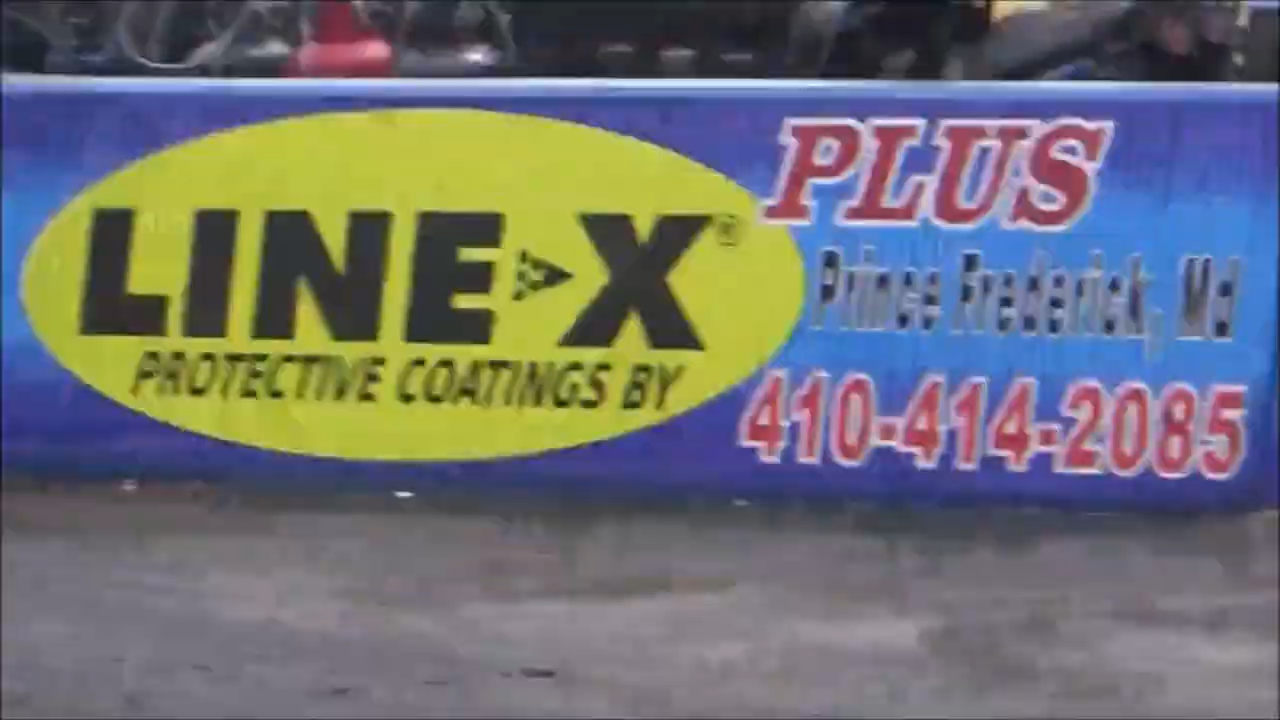 LINE-X®
PROTECTIVE COATINGS BY
PLUS
Prince Frederick, Md
410-414-2085